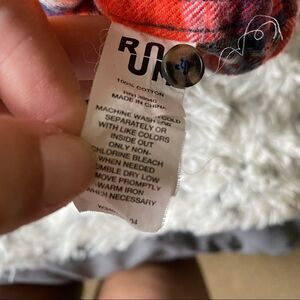 100% COTTON
MADE IN CHINA
MACHINE WASH COLD
SEPARATELY OR
WITH LIKE COLORS
INSIDE OUT
ONLY NON-
CHLORINE BLEACH
WHEN NEEDED
TUMBLE DRY LOW
REMOVE PROMPTLY
WARM IRON
WHEN NECESSARY